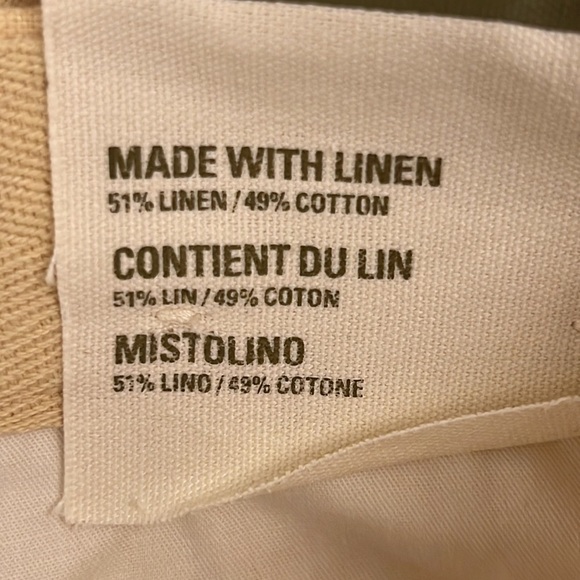 MADE WITH LINEN
51% LINEN / 49% COTTON
CONTIENT DU LIN
51% LIN / 49% COTON
MISTOLINO
51% LINO / 49% COTONE